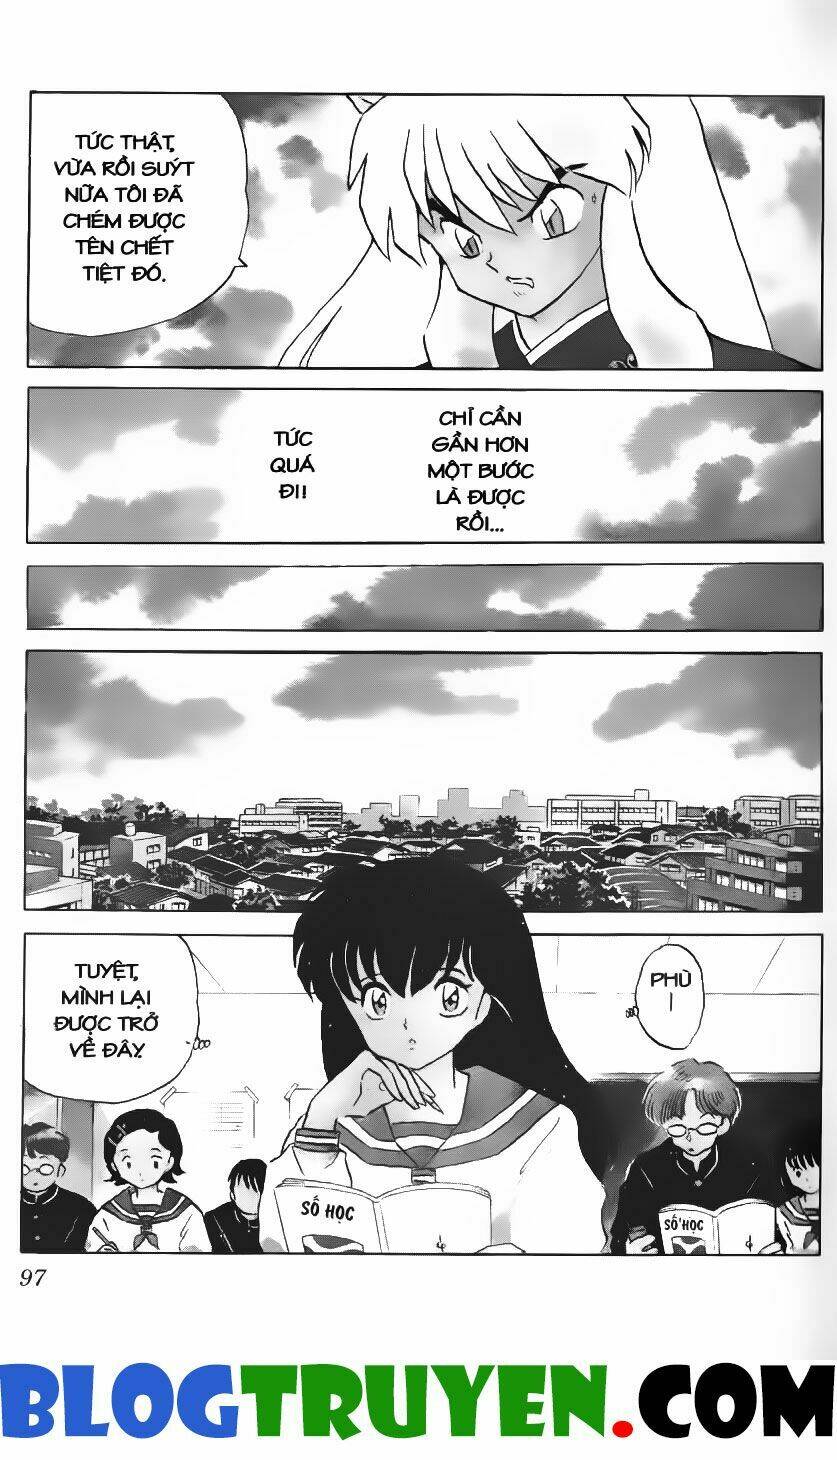 TỨC THẬT,
VỪA RỒI SUÝT
NỮA TÔI ĐÃ
CHÉM ĐƯỢC
TÊN CHẾT
TIỆT ĐÓ.
CHỈ CẦN
GẦN HƠN
MỘT BƯỚC
LÀ ĐƯỢC
RỒI...
TỨC
QUÁ
ĐI!
TUYỆT,
MÌNH LẠI
ĐƯỢC TRỞ
VỀ ĐÂY.
PHÙ
SỐ HỌC
SỐ HỌC
97
BLOGTRUYEN.COM